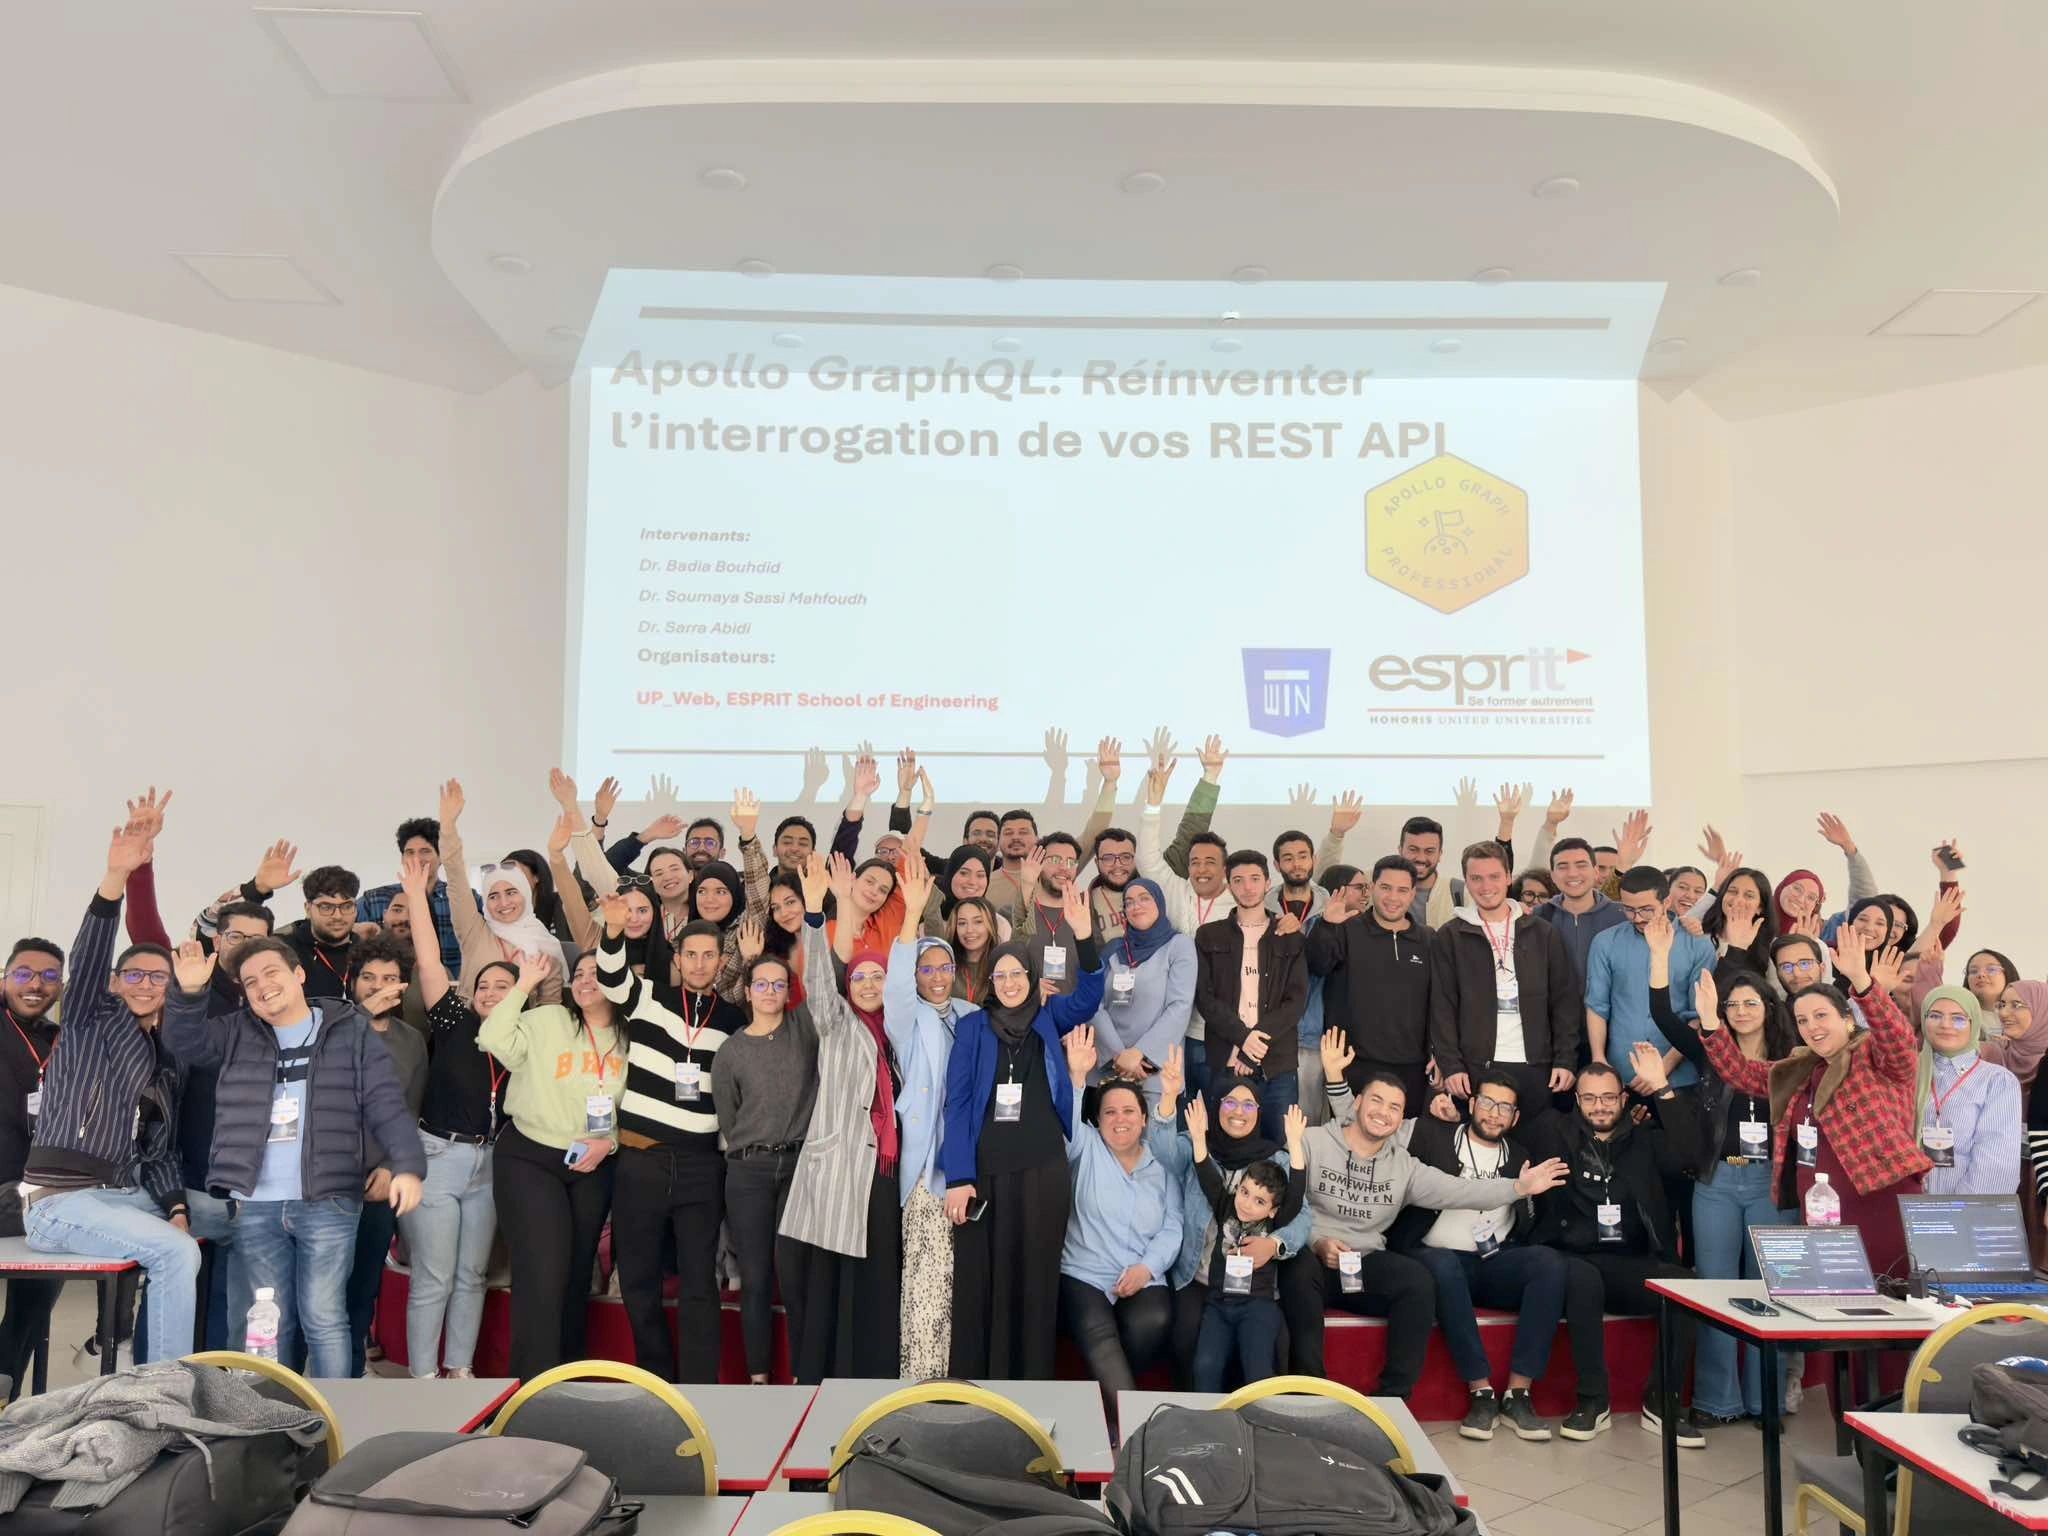 Apollo GraphQL: Réinventer
l'interrogation de vos REST API
APOLLO GRAPH
PROFESSIONAL
Intervenants:
Dr. Badia Bouhdid
Dr. Soumaya Sassi Mahfoudh
Dr. Sarra Abidi
Organisateurs:
UP_Web, ESPRIT School of Engineering
WIN
esprit
Se former autrement
HONORIS UNITED UNIVERSITIES
HERE
SOMEWHERE
BETWEEN
THERE